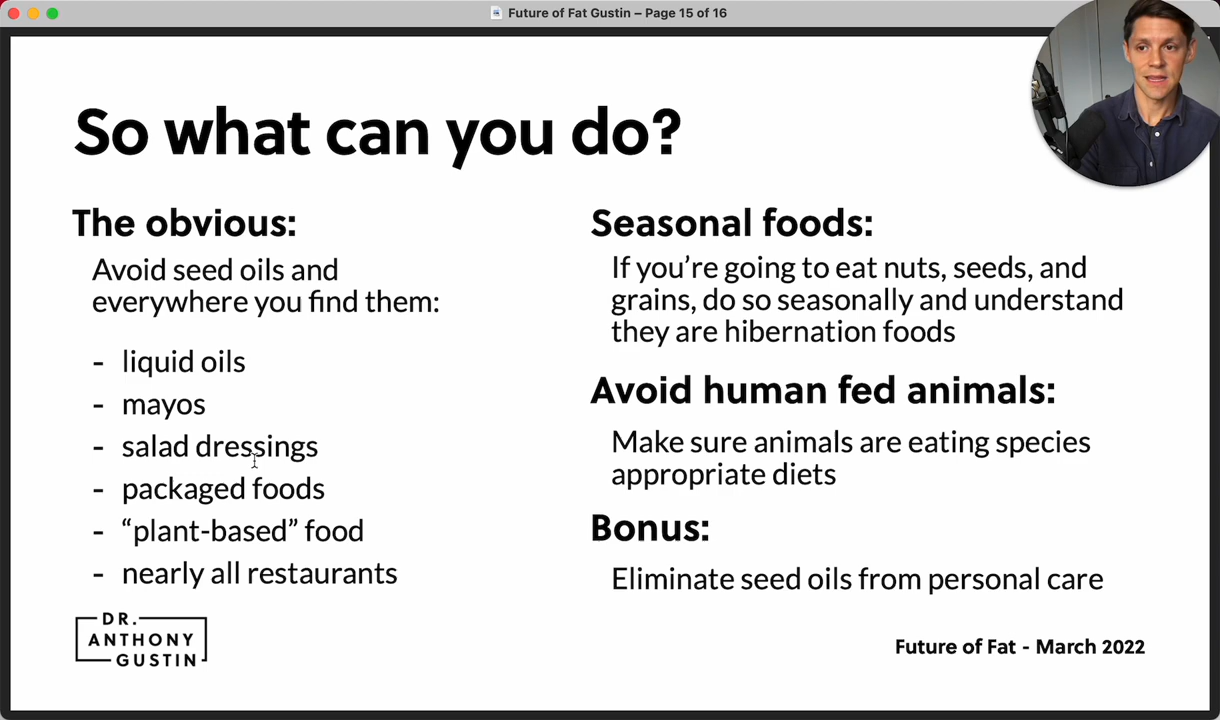 Future of Fat Gustin – Page 15 of 16
So what can you do?
The obvious:
Avoid seed oils and
everywhere you find them:
- liquid oils
- mayos
- salad dressings
- packaged foods
- “plant-based” food
- nearly all restaurants
Seasonal foods:
If you’re going to eat nuts, seeds, and
grains, do so seasonally and understand
they are hibernation foods
Avoid human fed animals:
Make sure animals are eating species
appropriate diets
Bonus:
Eliminate seed oils from personal care
DR.
ANTHONY
GUSTIN
Future of Fat - March 2022